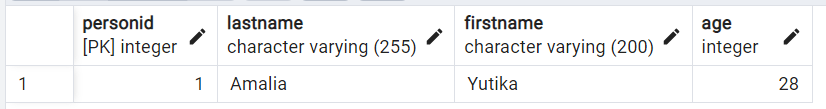 personid lastname firstname age
[PK] integer character varying (255) character varying (200) integer
1 1 Amalia Yutika 28